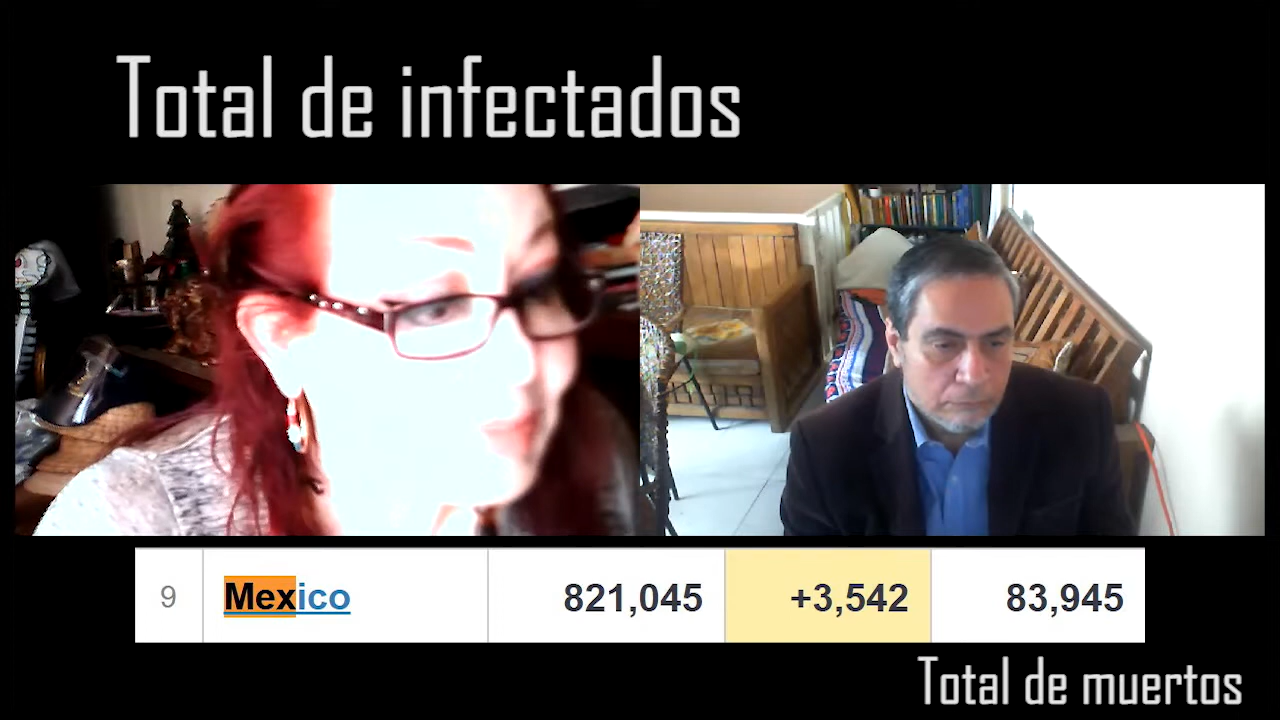 Total de infectados
9 Mexico 821,045 +3,542 83,945
Total de muertos